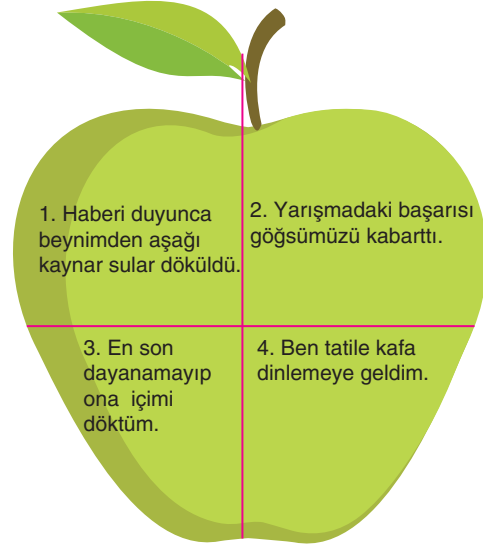 1. Haberi duyunca
beynimden aşağı
kaynar sular döküldü.
2. Yarışmadaki başarısı
göğsümüzü kabarttı.
3. En son
dayanamayıp
ona içimi
döktüm.
4. Ben tatile kafa
dinlemeye geldim.